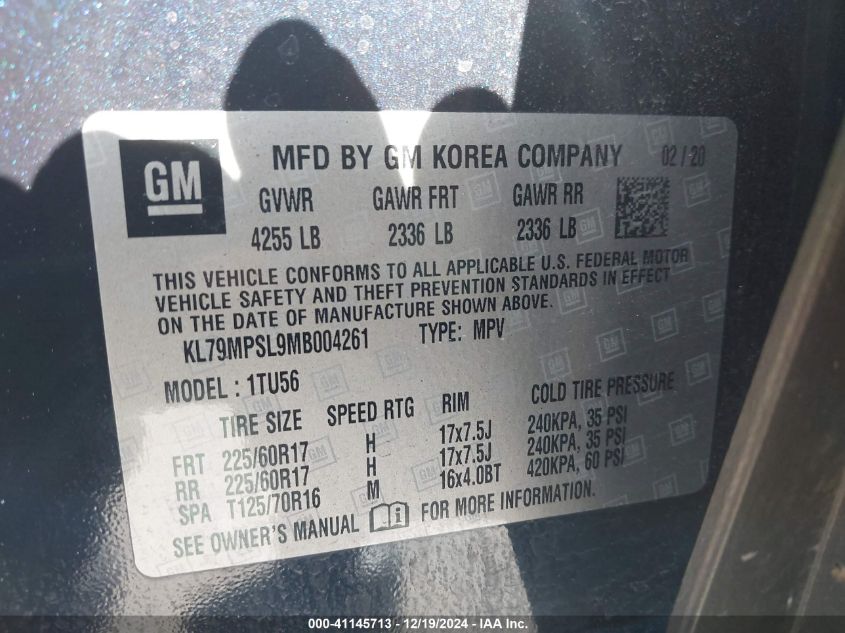 GM
MFD BY GM KOREA COMPANY 02 / 20
GVWR GAWR FRT GAWR RR
4255 LB 2336 LB 2336 LB
THIS VEHICLE CONFORMS TO ALL APPLICABLE U.S. FEDERAL MOTOR
VEHICLE SAFETY AND THEFT PREVENTION STANDARDS IN EFFECT
ON THE DATE OF MANUFACTURE SHOWN ABOVE.
KL79MPSL9MB004261 TYPE: MPV
MODEL : 1TU56
TIRE SIZE SPEED RTG RIM COLD TIRE PRESSURE
FRT 225/60R17 H 17x7.5J 240KPA, 35 PSI
RR 225/60R17 H 17x7.5J 240KPA, 35 PSI
SPA T125/70R16 M 16x4.0BT 420KPA, 60 PSI
SEE OWNER'S MANUAL i FOR MORE INFORMATION.
000-41145713 - 12/19/2024 - IAA Inc.